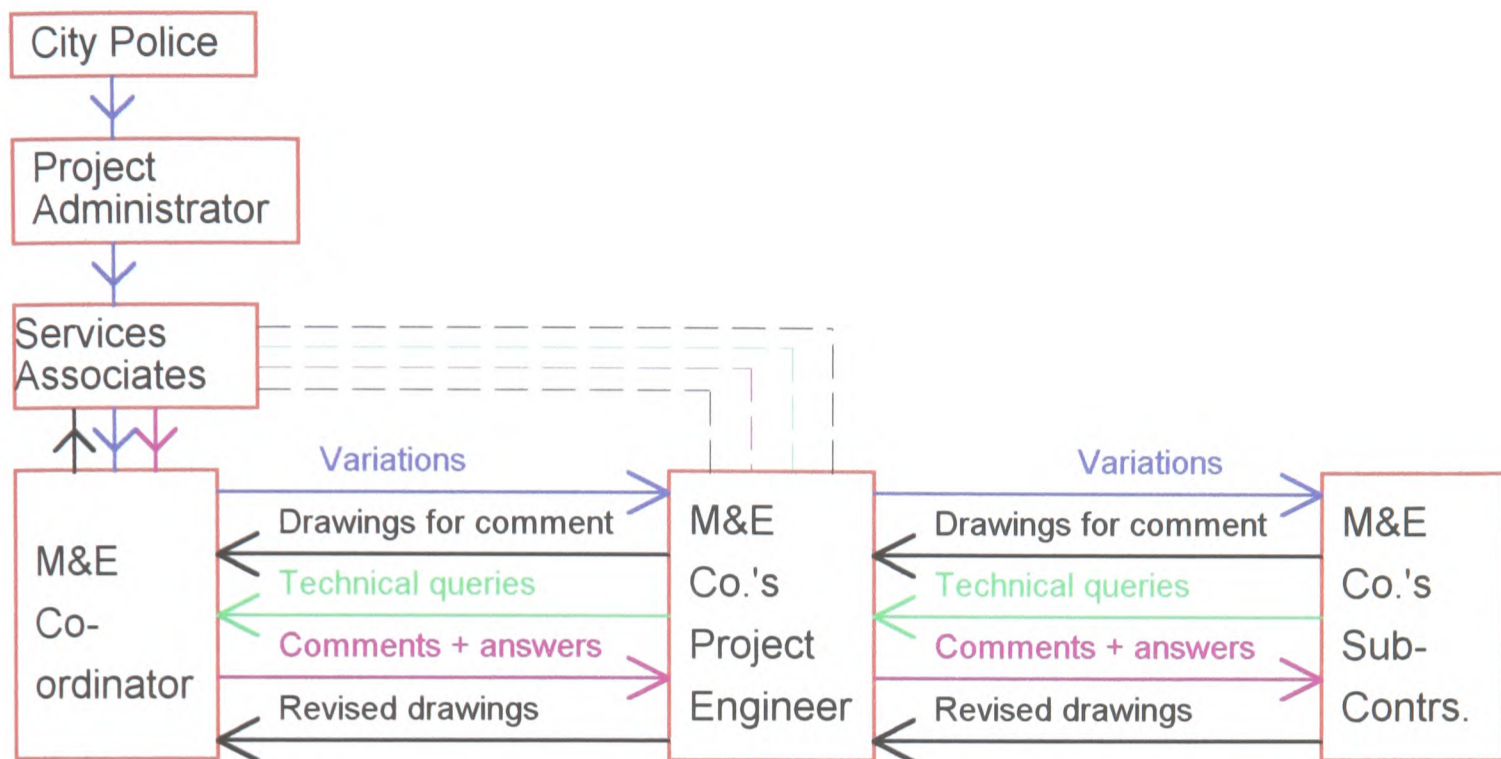 City Police
Project
Administrator
Services
Associates
M&E
Co-
ordinator
Variations
Drawings for comment
Technical queries
Comments + answers
Revised drawings
M&E
Co.'s
Project
Engineer
Variations
Drawings for comment
Technical queries
Comments + answers
Revised drawings
M&E
Co.'s
Sub-
Contrs.